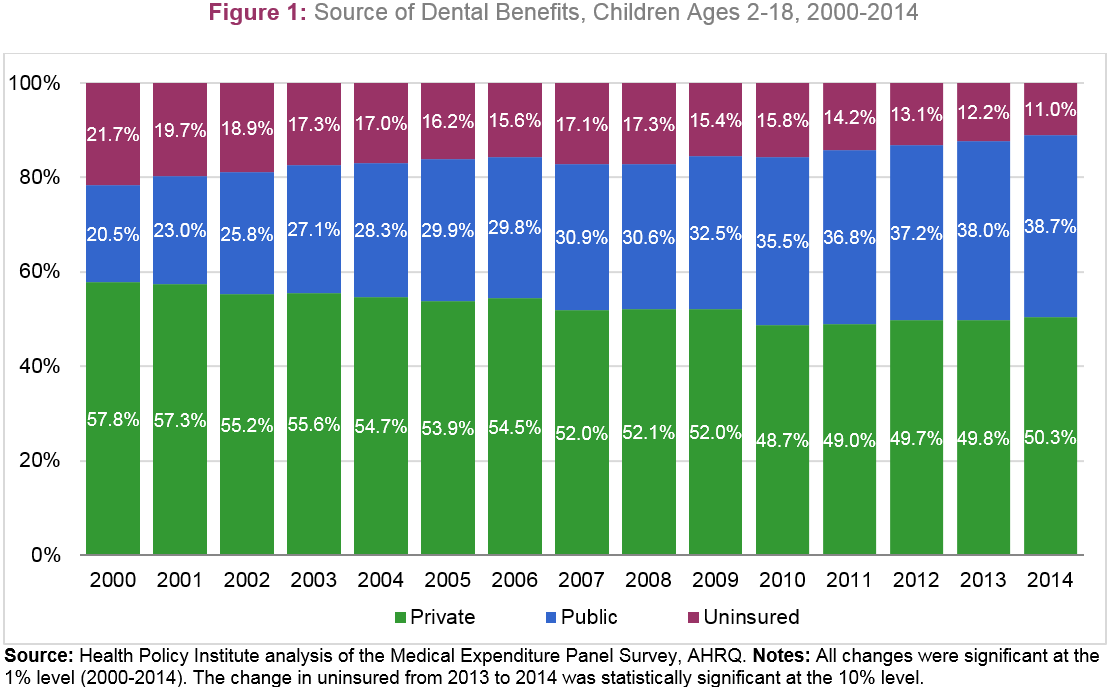 Figure 1: Source of Dental Benefits, Children Ages 2-18, 2000-2014
100%
21.7% 19.7% 18.9% 17.3% 17.0% 16.2% 15.6% 17.1% 17.3% 15.4% 15.8% 14.2% 13.1% 12.2% 11.0%
80%
20.5% 23.0% 25.8% 27.1% 28.3% 29.9% 29.8% 30.9% 30.6% 32.5% 35.5% 36.8% 37.2% 38.0% 38.7%
60%
40%
57.8% 57.3% 55.2% 55.6% 54.7% 53.9% 54.5% 52.0% 52.1% 52.0% 48.7% 49.0% 49.7% 49.8% 50.3%
20%
0%
2000 2001 2002 2003 2004 2005 2006 2007 2008 2009 2010 2011 2012 2013 2014
Private Public Uninsured
Source: Health Policy Institute analysis of the Medical Expenditure Panel Survey, AHRQ. Notes: All changes were significant at the
1% level (2000-2014). The change in uninsured from 2013 to 2014 was statistically significant at the 10% level.